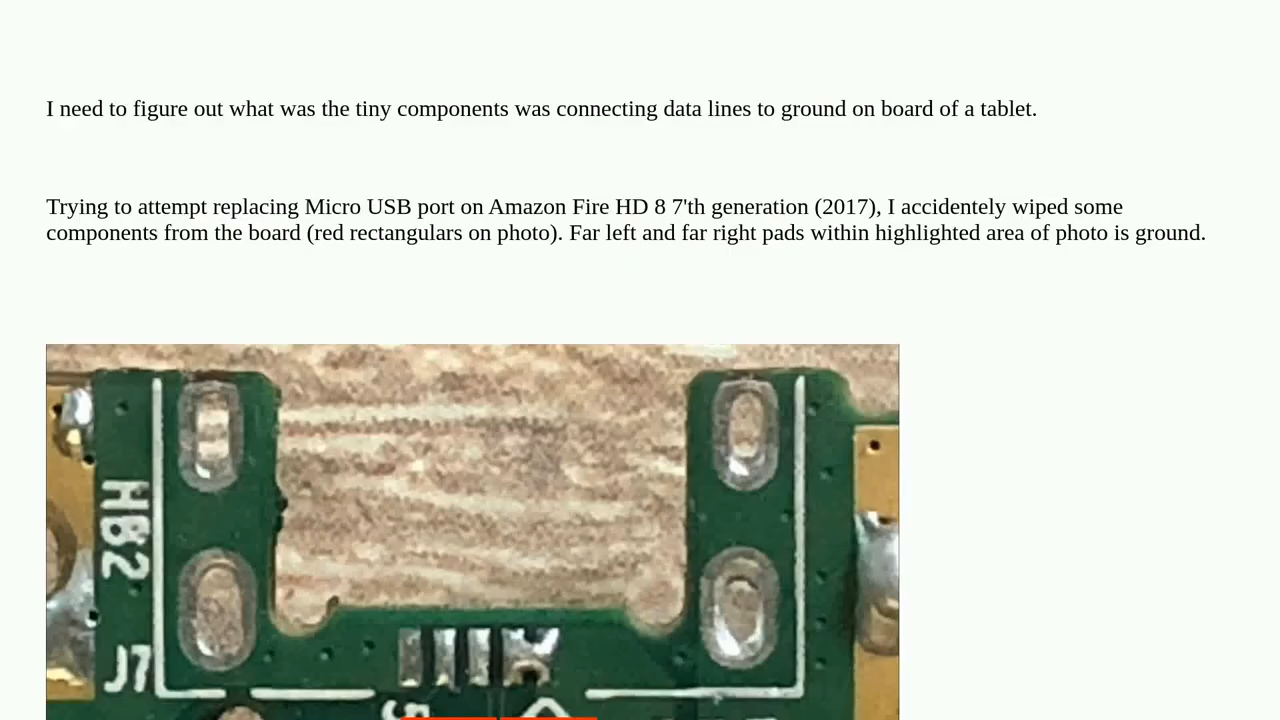 I need to figure out what was the tiny components was connecting data lines to ground on board of a tablet.
Trying to attempt replacing Micro USB port on Amazon Fire HD 8 7'th generation (2017), I accidentely wiped some
components from the board (red rectangulars on photo). Far left and far right pads within highlighted area of photo is ground.
HB2
J7
5